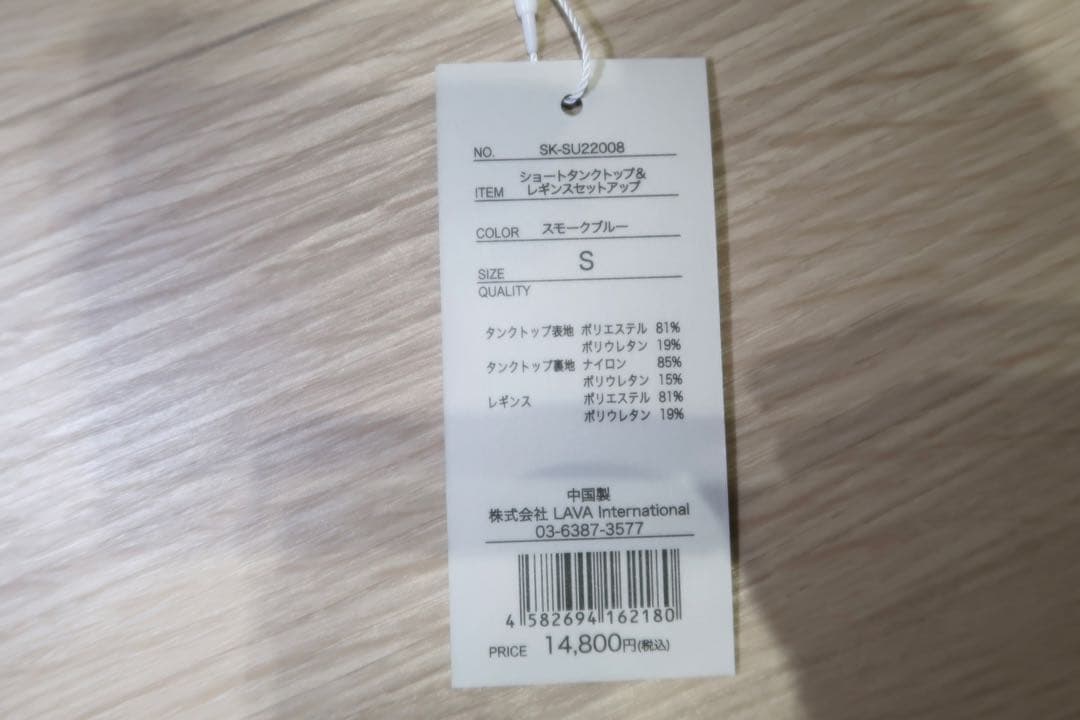 NO. SK-SU22008
ITEM ショートタンクトップ&
レギンスセットアップ
COLOR スモークブルー
SIZE S
QUALITY
タンクトップ表地 ポリエステル 81%
ポリウレタン 19%
タンクトップ裏地 ナイロン 85%
ポリウレタン 15%
レギンス ポリエステル 81%
ポリウレタン 19%
中国製
株式会社 LAVA International
03-6387-3577
4 582694 162180
PRICE 14,800円(税込)